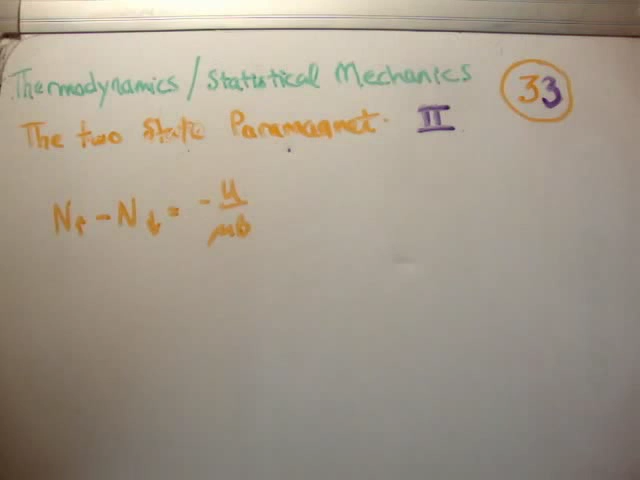 Thermodynamics / Statistical Mechanics
33
The two State Paramagnet. II
N↑ - N↓ = -U/μB